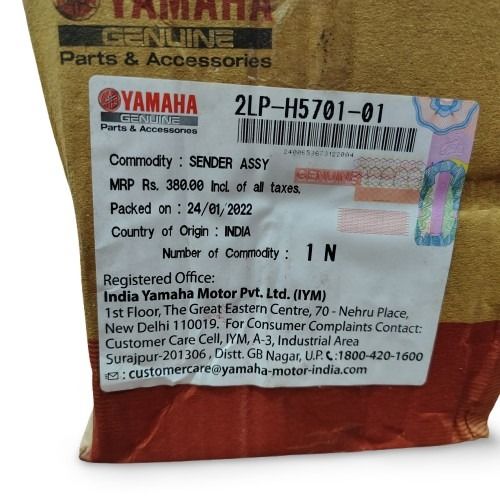 YAMAHA
GENUINE
Parts & Accessories
YAMAHA
GENUINE
Parts & Accessories
2LP-H5701-01
2400653673122004
Commodity : SENDER ASSY
GENUINE
MRP Rs. 380.00 Incl. of all taxes.
Packed on : 24/01/2022
Country of Origin : INDIA
Number of Commodity : 1 N
Registered Office:
India Yamaha Motor Pvt. Ltd. (IYM)
1st Floor, The Great Eastern Centre, 70 - Nehru Place,
New Delhi 110019. For Consumer Complaints Contact:
Customer Care Cell, IYM, A-3, Industrial Area
Surajpur-201306 , Distt. GB Nagar, U.P. : 1800-420-1600
: customercare@yamaha-motor-india.com